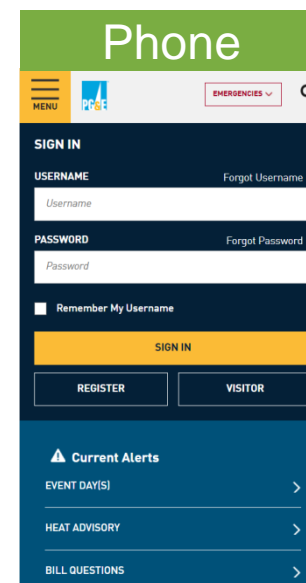 Phone
MENU
PG&E
EMERGENCIES
SIGN IN
USERNAME Forgot Username
Username
PASSWORD Forgot Password
Password
Remember My Username
SIGN IN
REGISTER VISITOR
Current Alerts
EVENT DAY(S)
HEAT ADVISORY
BILL QUESTIONS